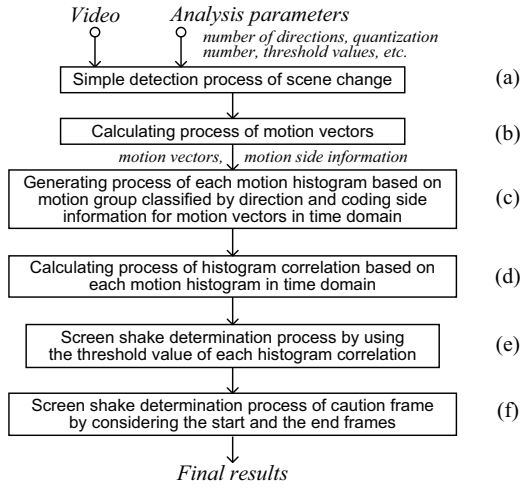 Video Analysis parameters
number of directions, quantization
number, threshold values, etc.
Simple detection process of scene change (a)
Calculating process of motion vectors (b)
motion vectors, motion side information
Generating process of each motion histogram based on
motion group classified by direction and coding side
information for motion vectors in time domain
(c)
Calculating process of histogram correlation based on
each motion histogram in time domain
(d)
Screen shake determination process by using
the threshold value of each histogram correlation
(e)
Screen shake determination process of caution frame
by considering the start and the end frames
(f)
Final results